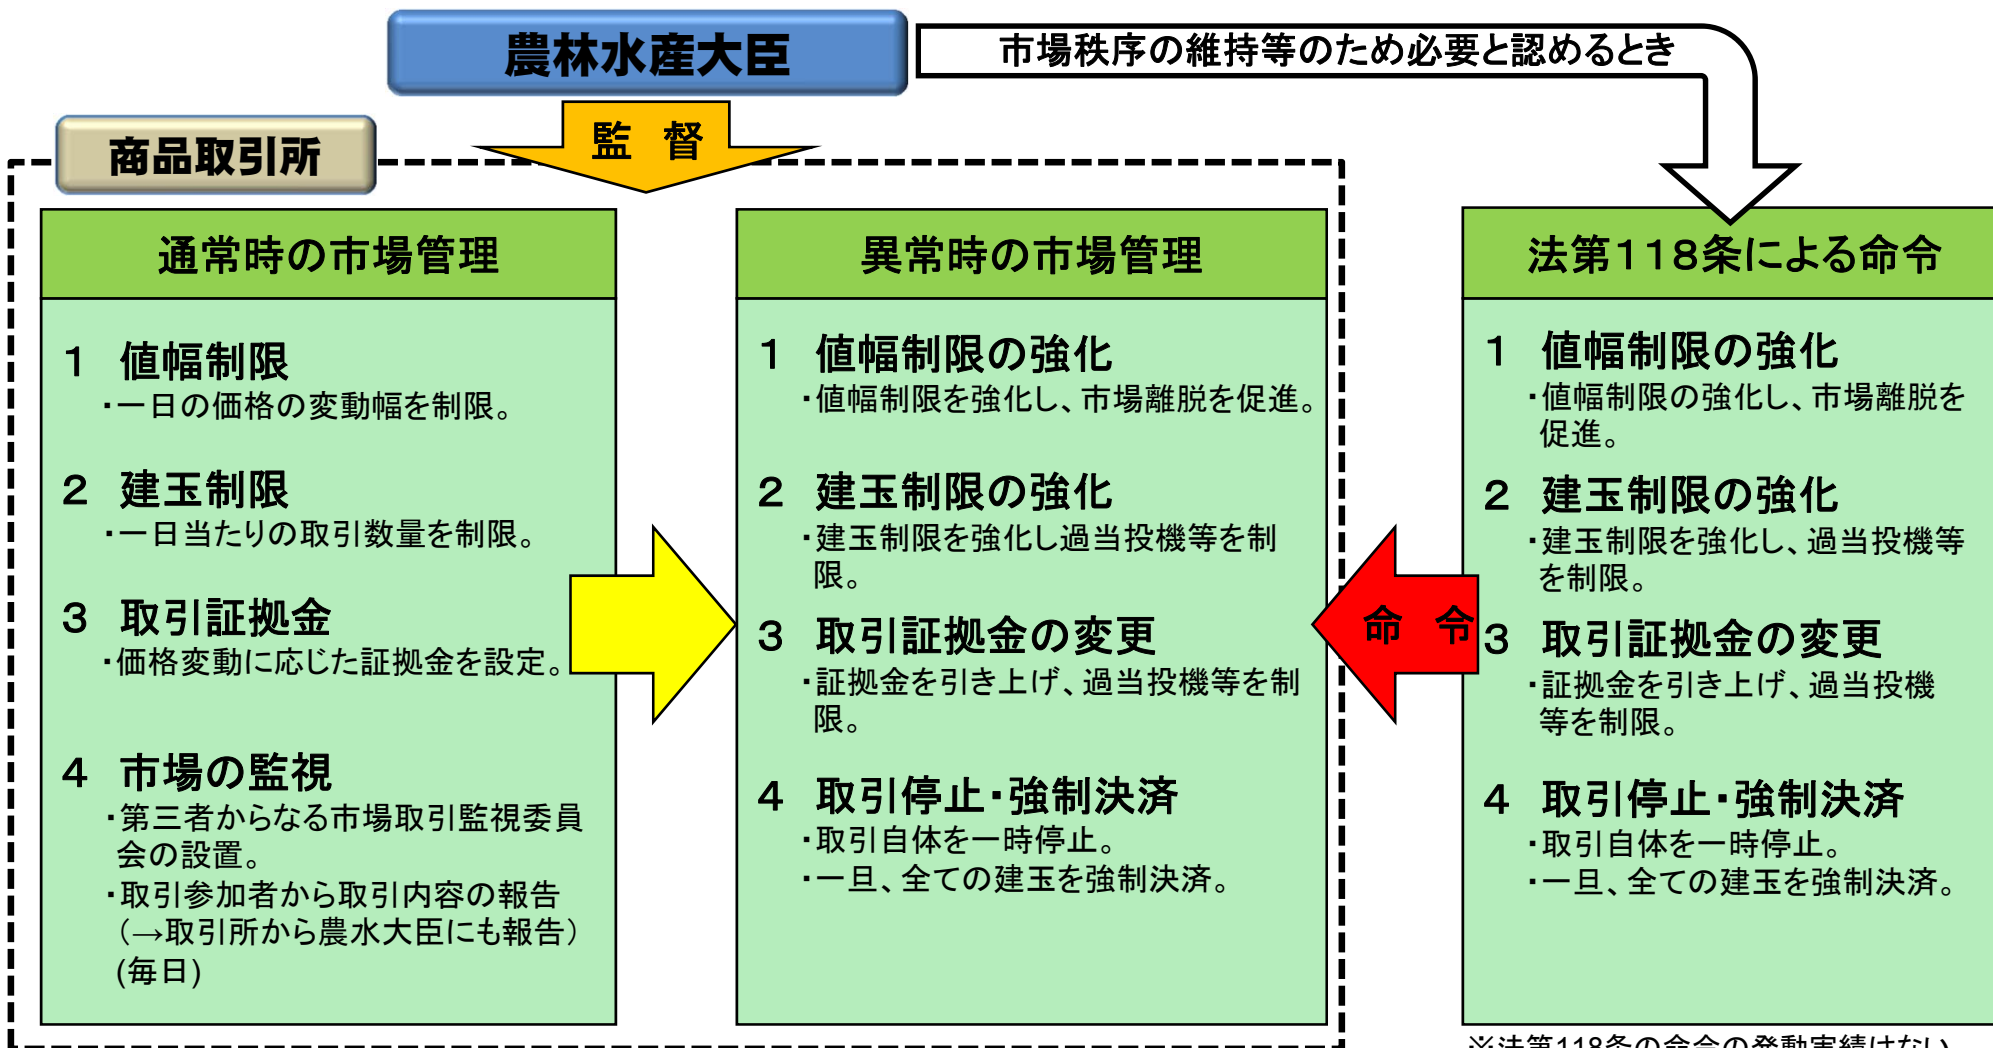 農林水産大臣
市場秩序の維持等のため必要と認めるとき
監 督
商品取引所
通常時の市場管理
1 値幅制限
・一日の価格の変動幅を制限。
2 建玉制限
・一日当たりの取引数量を制限。
3 取引証拠金
・価格変動に応じた証拠金を設定。
4 市場の監視
・第三者からなる市場取引監視委員
会の設置。
・取引参加者から取引内容の報告
(→取引所から農水大臣にも報告)
(毎日)
異常時の市場管理
1 値幅制限の強化
・値幅制限を強化し、市場離脱を促進。
2 建玉制限の強化
・建玉制限を強化し過当投機等を制
限。
3 取引証拠金の変更
・証拠金を引き上げ、過当投機等を制
限。
4 取引停止・強制決済
・取引自体を一時停止。
・一旦、全ての建玉を強制決済。
命 令
法第118条による命令
1 値幅制限の強化
・値幅制限の強化し、市場離脱を
促進。
2 建玉制限の強化
・建玉制限を強化し、過当投機等
を制限。
3 取引証拠金の変更
・証拠金を引き上げ、過当投機
等を制限。
4 取引停止・強制決済
・取引自体を一時停止。
・一旦、全ての建玉を強制決済。
※法第118条の命令の発動実績はない